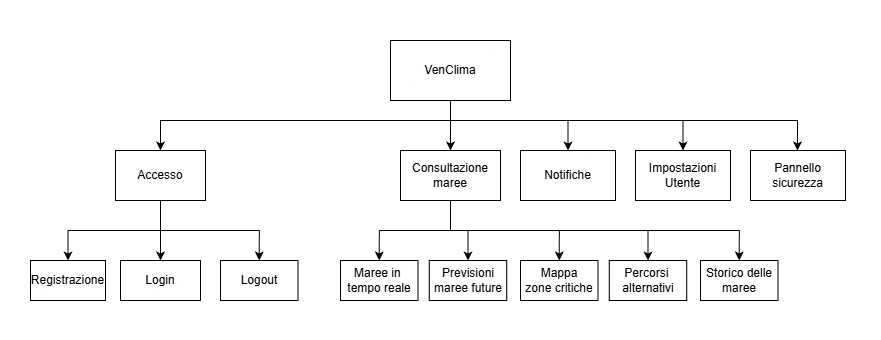 VenClima
Accesso
Consultazione
maree
Notifiche
Impostazioni
Utente
Pannello
sicurezza
Registrazione
Login
Logout
Maree in
tempo reale
Previsioni
maree future
Mappa
zone critiche
Percorsi
alternativi
Storico delle
maree